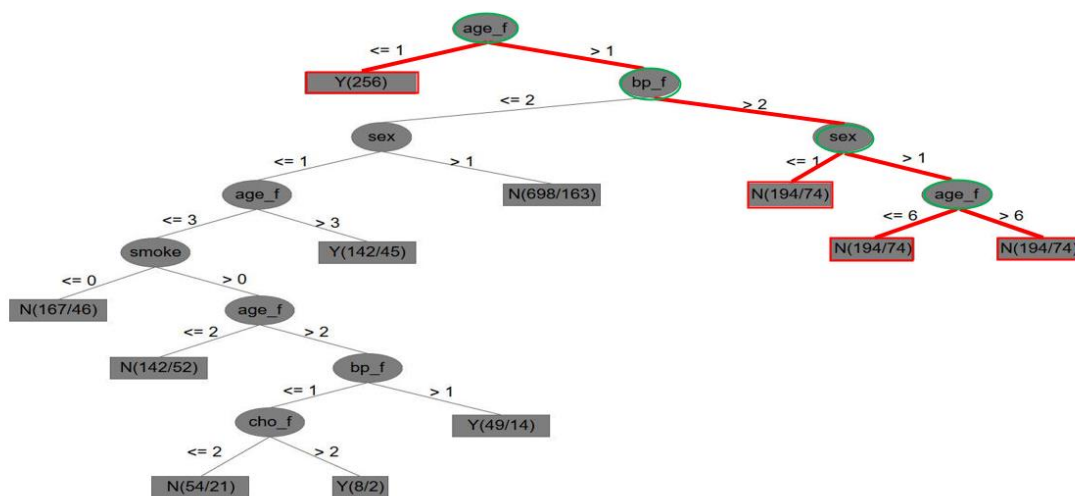 age_f
<= 1
> 1
Y(256)
bp_f
<= 2
> 2
sex
sex
<= 1
> 1
<= 1
> 1
age_f
N(698/163)
N(194/74)
age_f
<= 3
> 3
<= 6
> 6
smoke
Y(142/45)
N(194/74)
N(194/74)
<= 0
> 0
N(167/46)
age_f
<= 2
> 2
N(142/52)
bp_f
<= 1
> 1
cho_f
Y(49/14)
<= 2
> 2
N(54/21)
Y(8/2)